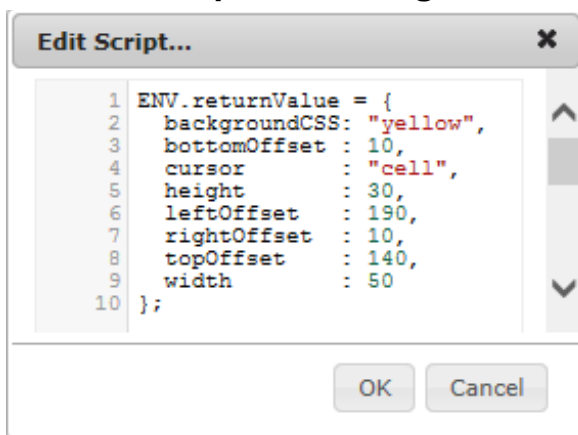 Edit Script...
1 ENV.returnValue = {
2   backgroundCSS: "yellow",
3   bottomOffset : 10,
4   cursor       : "cell",
5   height       : 30,
6   leftOffset   : 190,
7   rightOffset  : 10,
8   topOffset    : 140,
9   width        : 50
10 };
OK Cancel